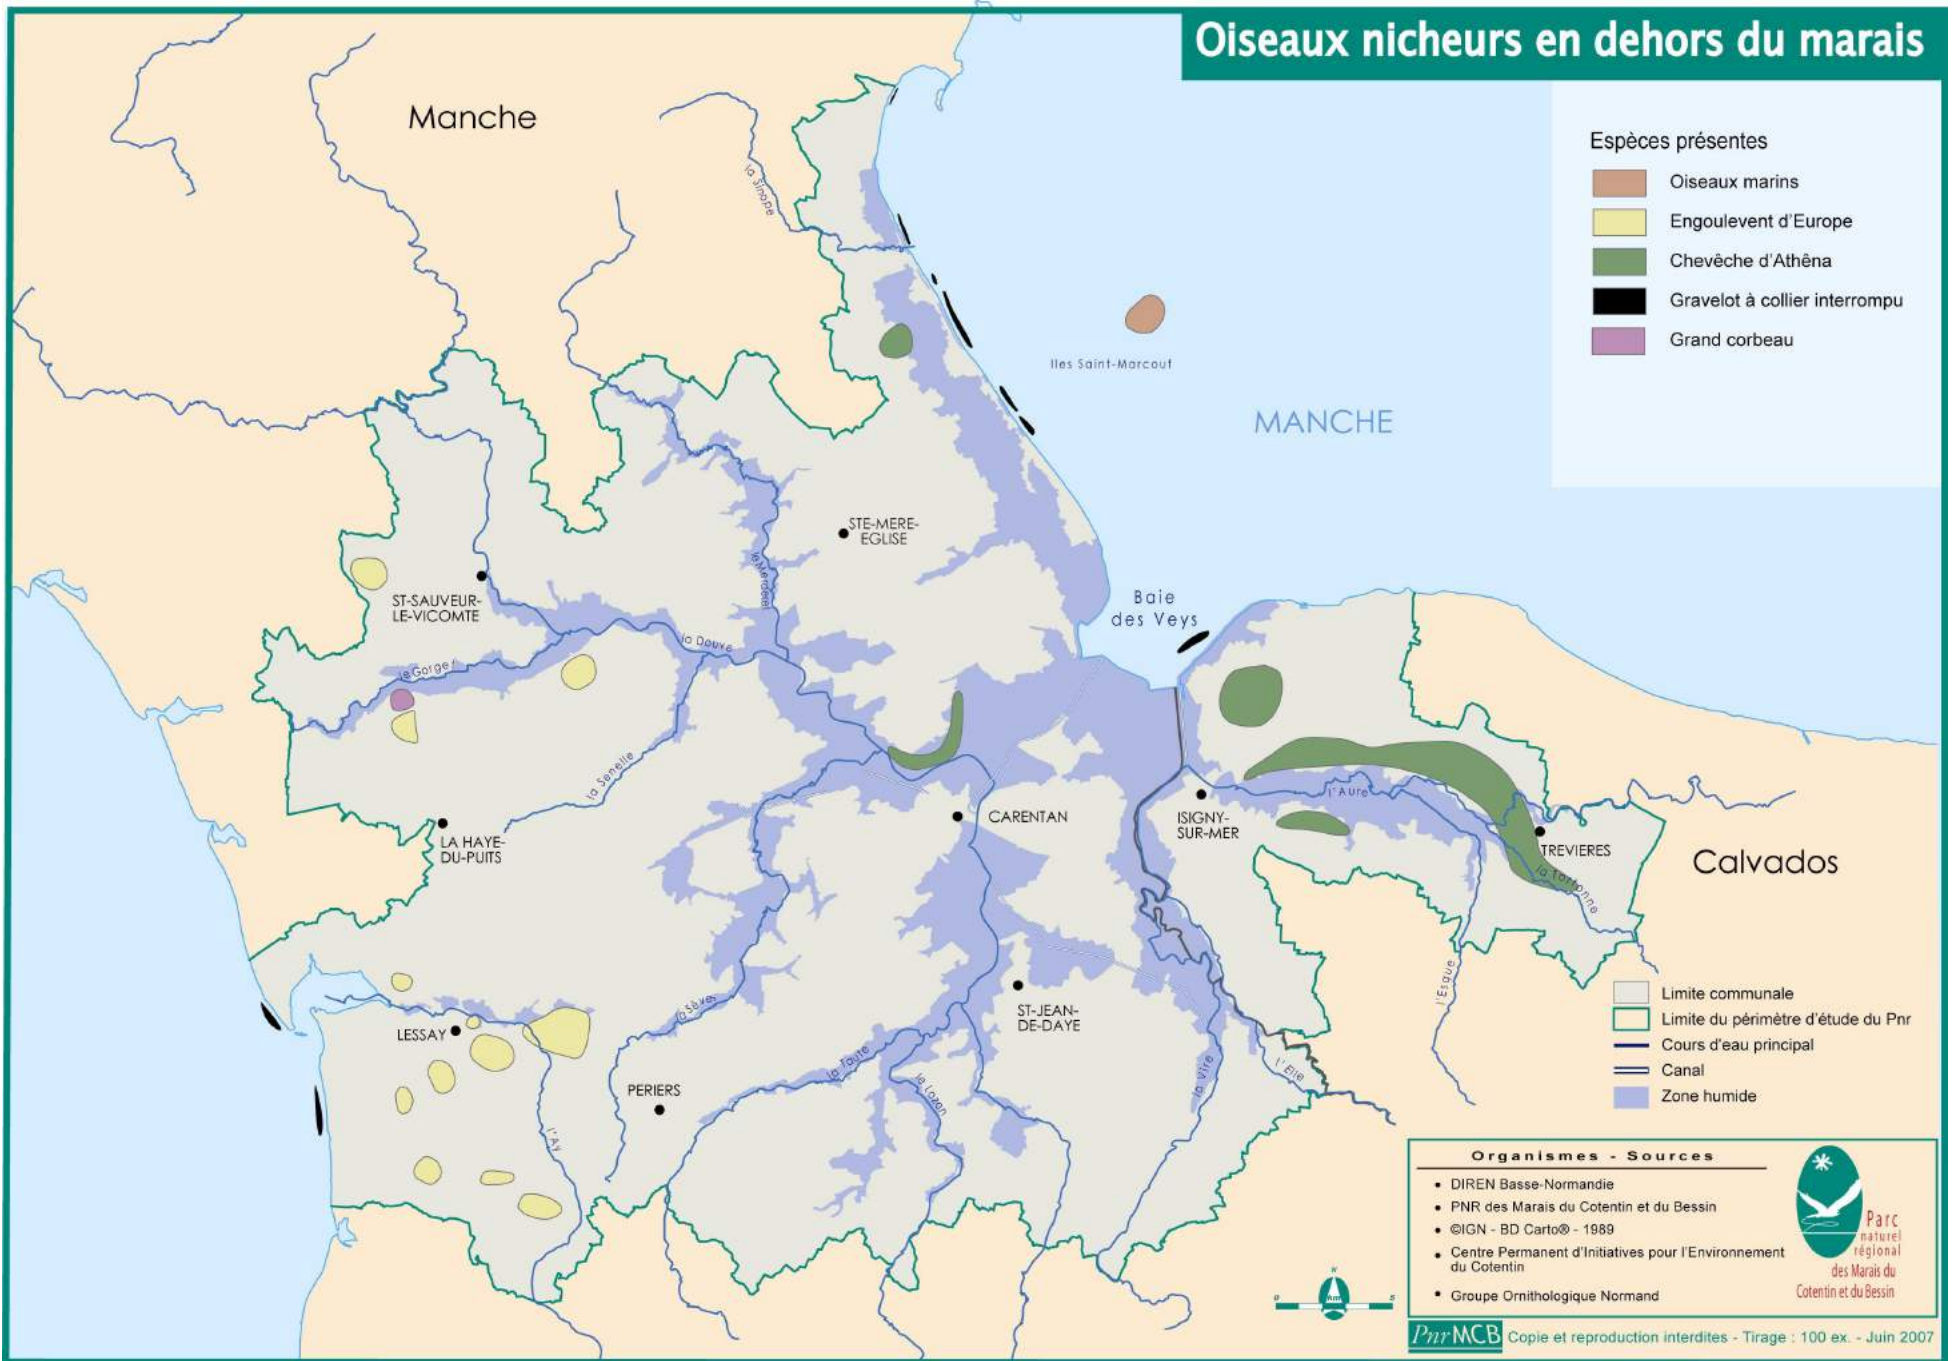 Oiseaux nicheurs en dehors du marais
Manche
Espèces présentes
Oiseaux marins
Engoulevent d'Europe
Chevêche d'Athêna
Gravelot à collier interrompu
Grand corbeau
la Sinope
Iles Saint-Marcouf
MANCHE
STE-MERE-
EGLISE
le Merderet
ST-SAUVEUR-
LE-VICOMTE
Baie
des Veys
la Douve
le Gorget
la Senelle
LA HAYE-
DU-PUITS
CARENTAN
ISIGNY-
SUR-MER
l'Aure
TREVIERES
la Tortonne
Calvados
l'Esque
LESSAY
la Sève
ST-JEAN-
DE-DAYE
PERIERS
la Taute
le Lozon
la Vire
l'Elle
l'Ay
Limite communale
Limite du périmètre d'étude du Pnr
Cours d'eau principal
Canal
Zone humide
Organismes - Sources
• DIREN Basse-Normandie
• PNR des Marais du Cotentin et du Bessin
• ©IGN - BD Carto® - 1989
• Centre Permanent d'Initiatives pour l'Environnement
du Cotentin
• Groupe Ornithologique Normand
Parc
naturel
régional
des Marais du
Cotentin et du Bessin
N
0 km 5
PnrMCB Copie et reproduction interdites - Tirage : 100 ex. - Juin 2007